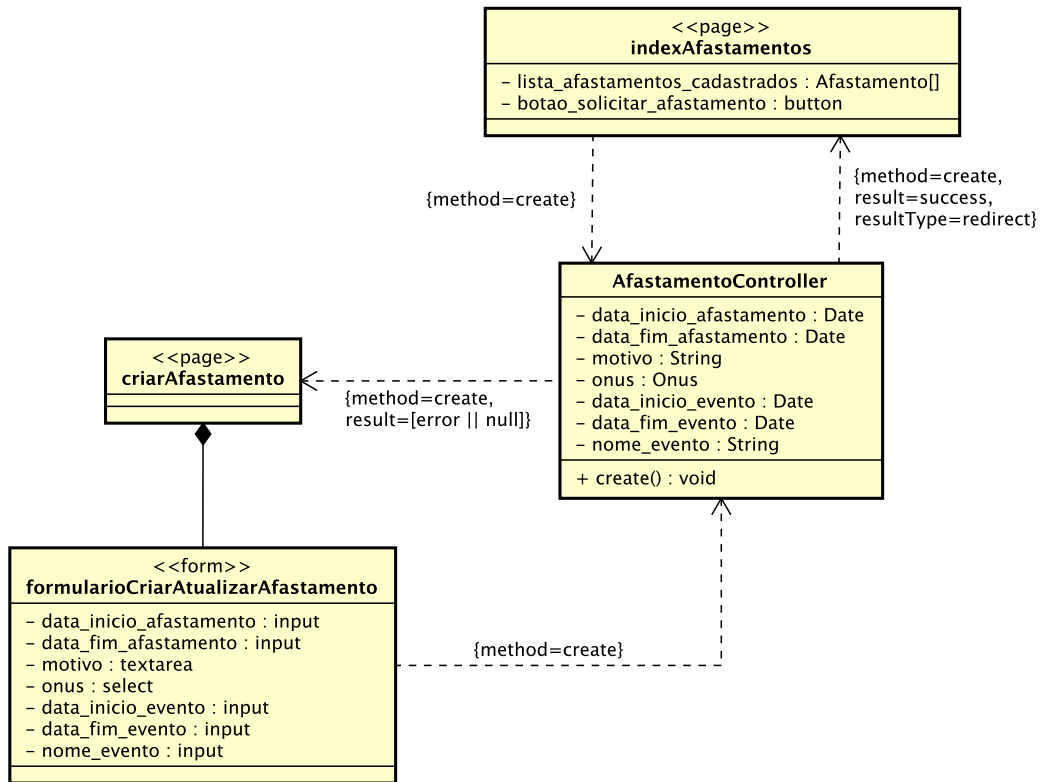 <<page>>
indexAfastamentos
- lista_afastamentos_cadastrados : Afastamento[]
- botao_solicitar_afastamento : button
{method=create}
{method=create,
result=success,
resultType=redirect}
AfastamentoController
- data_inicio_afastamento : Date
- data_fim_afastamento : Date
- motivo : String
- onus : Onus
- data_inicio_evento : Date
- data_fim_evento : Date
- nome_evento : String
+ create() : void
<<page>>
criarAfastamento
{method=create,
result=[error || null]}
<<form>>
formularioCriarAtualizarAfastamento
- data_inicio_afastamento : input
- data_fim_afastamento : input
- motivo : textarea
- onus : select
- data_inicio_evento : input
- data_fim_evento : input
- nome_evento : input
{method=create}